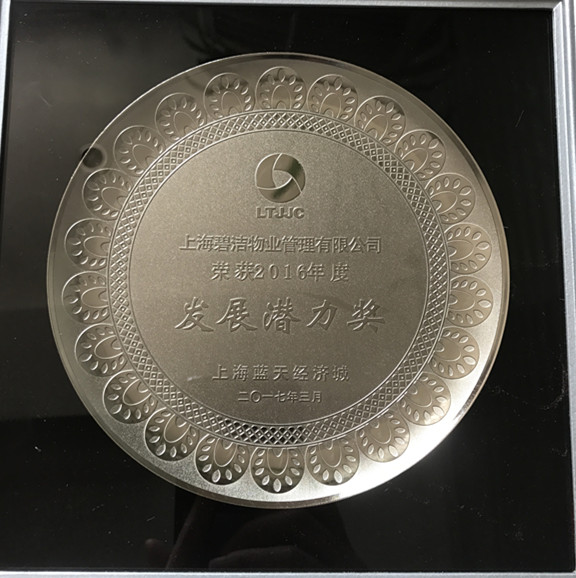 LTJJC
上海碧洁物业管理有限公司
荣获2016年度
发展潜力奖
上海蓝天经济城
二〇一七年三月